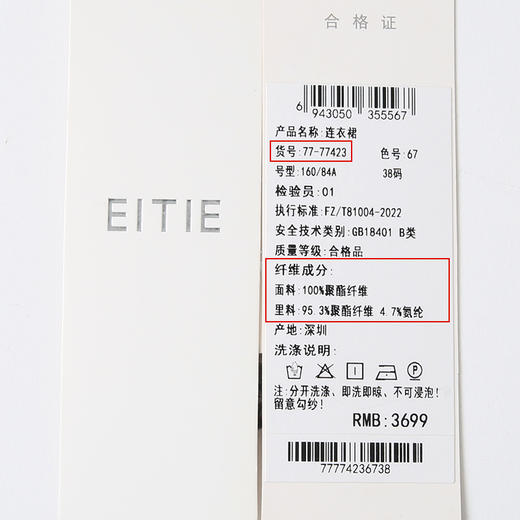 EITIE
合格证
6 943050 355567
产品名称:连衣裙
货号:77-77423 色号:67
号型:160/84A 38码
检验员:01
执行标准:FZ/T81004-2022
安全技术类别:GB18401 B类
质量等级:合格品
纤维成分:
面料:100%聚酯纤维
里料:95.3%聚酯纤维 4.7%氨纶
产地:深圳
洗涤说明:
注:分开洗涤、即洗即晾、不可浸泡!
留意勾纱!
RMB:3699
77774236738